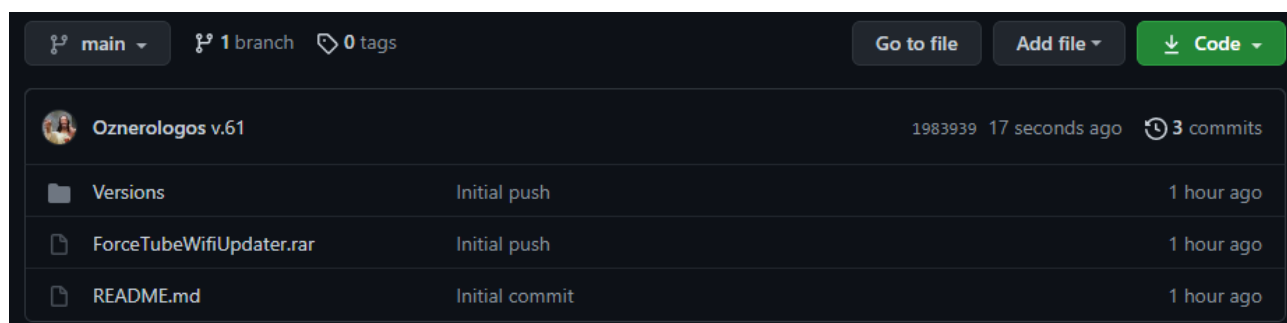 main 1 branch 0 tags Go to file Add file Code
Oznerologos v.61 1983939 17 seconds ago 3 commits
Versions Initial push 1 hour ago
ForceTubeWifiUpdater.rar Initial push 1 hour ago
README.md Initial commit 1 hour ago